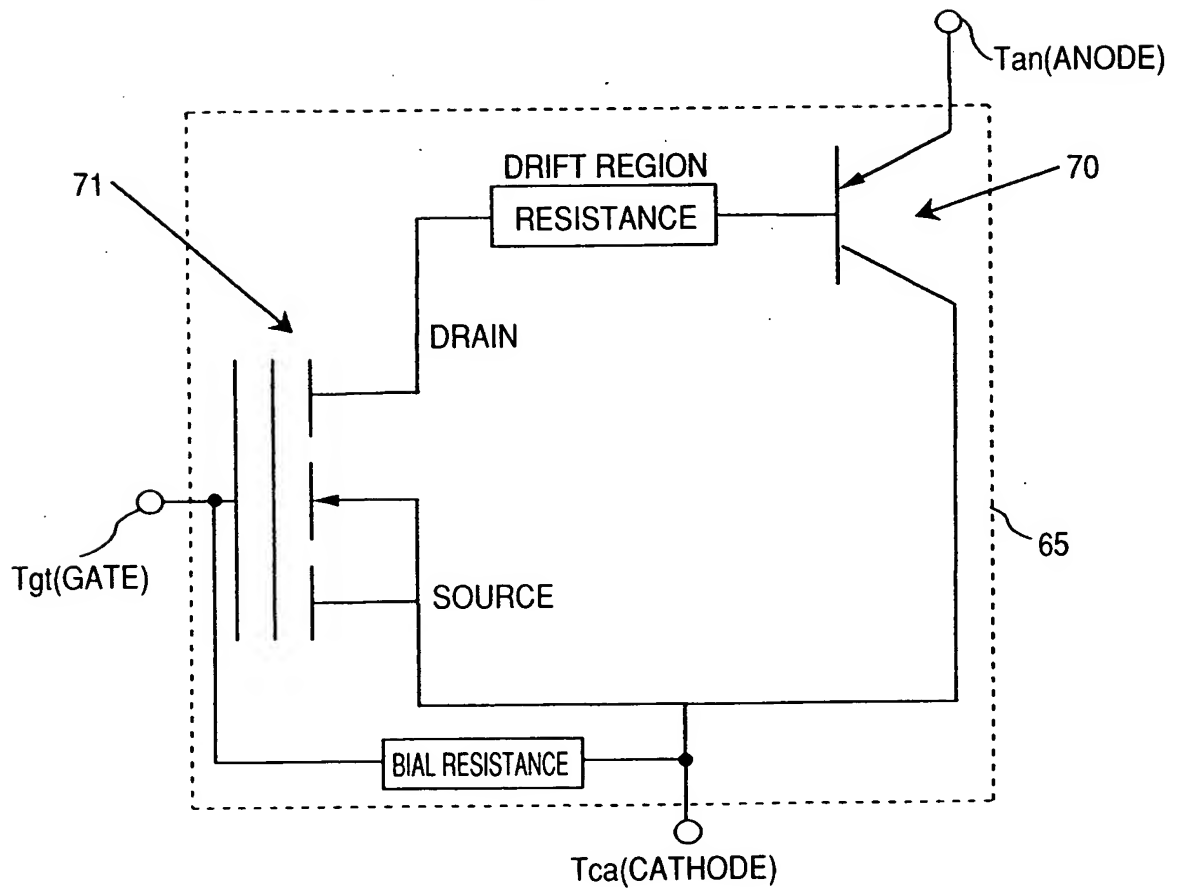 Tan(ANODE)
DRIFT REGION
RESISTANCE
70
71
DRAIN
Tgt(GATE)
SOURCE
65
BIAL RESISTANCE
Tca(CATHODE)